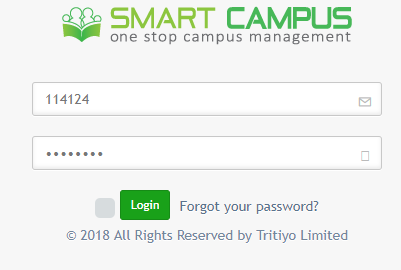 SMART CAMPUS
one stop campus management
114124
••••••••
Login Forgot your password?
© 2018 All Rights Reserved by Tritiyo Limited